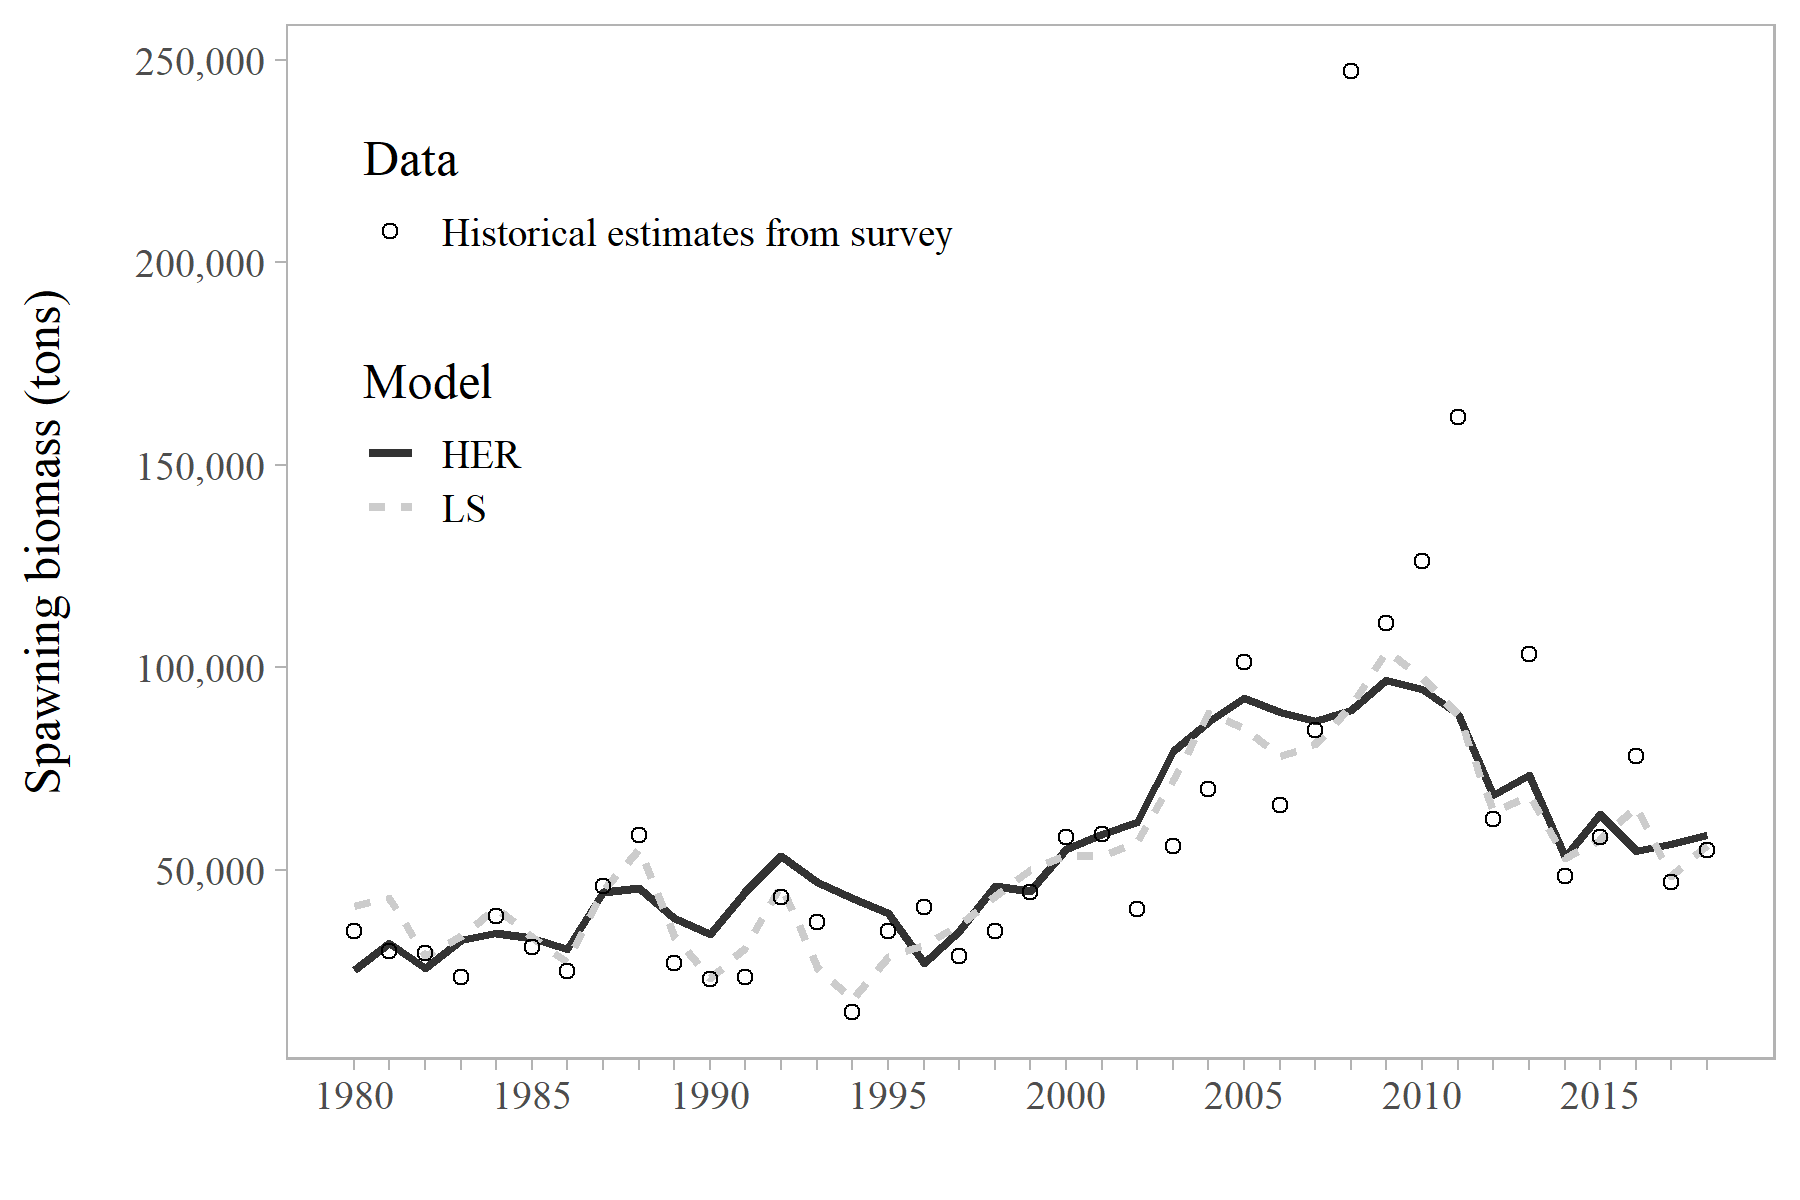 250,000
200,000
150,000
100,000
50,000
Spawning biomass (tons)
Data
Historical estimates from survey
Model
HER
LS
1980 1985 1990 1995 2000 2005 2010 2015